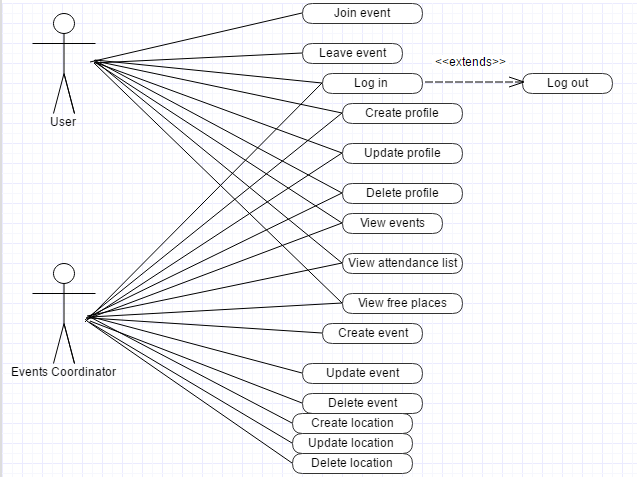 Join event
Leave event
<<extends>>
Log in
Log out
Create profile
User
Update profile
Delete profile
View events
View attendance list
View free places
Create event
Events Coordinator
Update event
Delete event
Create location
Update location
Delete location